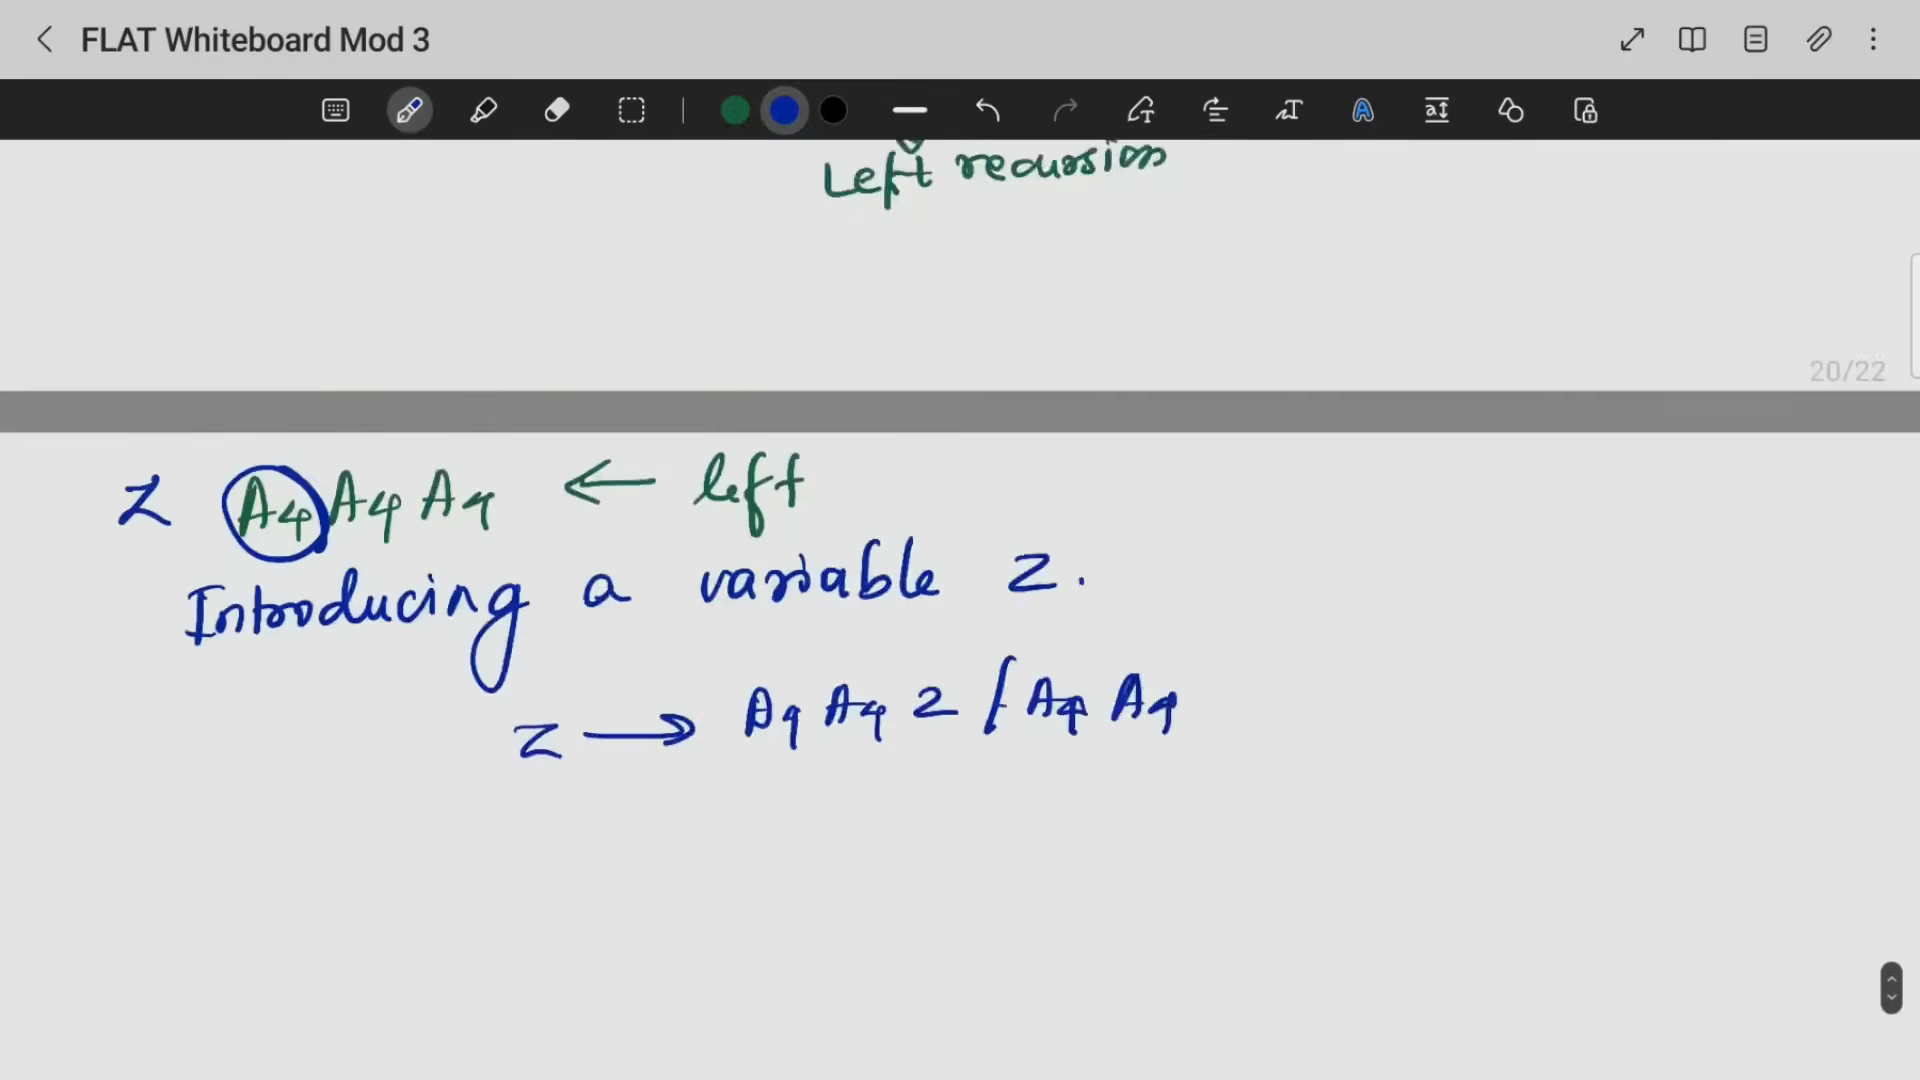 FLAT Whiteboard Mod 3
Left recursion
20/22
Z A4 A4 A4 ← left
Introducing a variable Z.
Z → A4 A4 Z / A4 A4